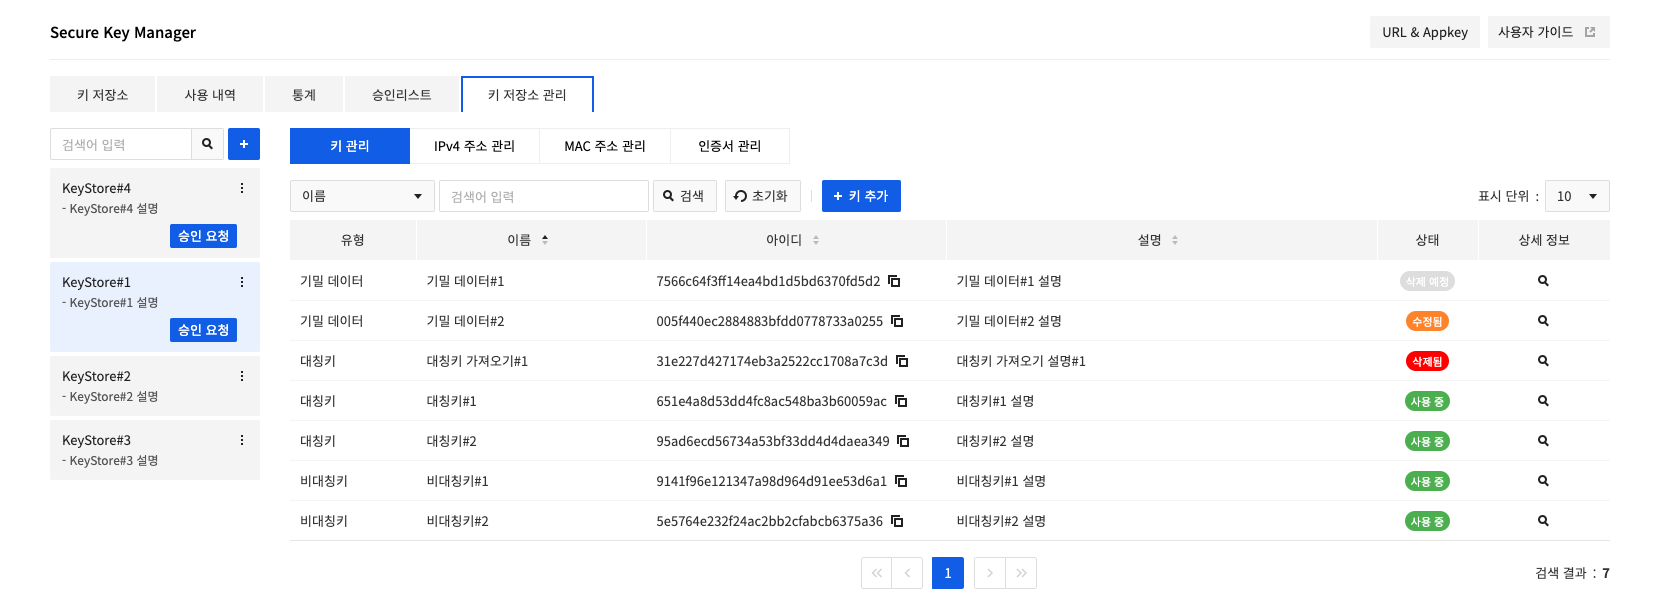 Secure Key Manager
URL & Appkey
사용자 가이드
키 저장소
사용 내역
통계
승인리스트
키 저장소 관리
검색어 입력
+
KeyStore#4
- KeyStore#4 설명
승인 요청
KeyStore#1
- KeyStore#1 설명
승인 요청
KeyStore#2
- KeyStore#2 설명
KeyStore#3
- KeyStore#3 설명
키 관리
IPv4 주소 관리
MAC 주소 관리
인증서 관리
이름
검색어 입력
검색
초기화
+ 키 추가
표시 단위 : 10
유형 이름 아이디 설명 상태 상세 정보
기밀 데이터 기밀 데이터#1 7566c64f3ff14ea4bd1d5bd6370fd5d2 기밀 데이터#1 설명 삭제 예정
기밀 데이터 기밀 데이터#2 005f440ec2884883bfdd0778733a0255 기밀 데이터#2 설명 수정됨
대칭키 대칭키 가져오기#1 31e227d427174eb3a2522cc1708a7c3d 대칭키 가져오기 설명#1 삭제됨
대칭키 대칭키#1 651e4a8d53dd4fc8ac548ba3b60059ac 대칭키#1 설명 사용 중
대칭키 대칭키#2 95ad6ecd56734a53bf33dd4d4daea349 대칭키#2 설명 사용 중
비대칭키 비대칭키#1 9141f96e121347a98d964d91ee53d6a1 비대칭키#1 설명 사용 중
비대칭키 비대칭키#2 5e5764e232f24ac2bb2cfabcb6375a36 비대칭키#2 설명 사용 중
1
검색 결과 : 7